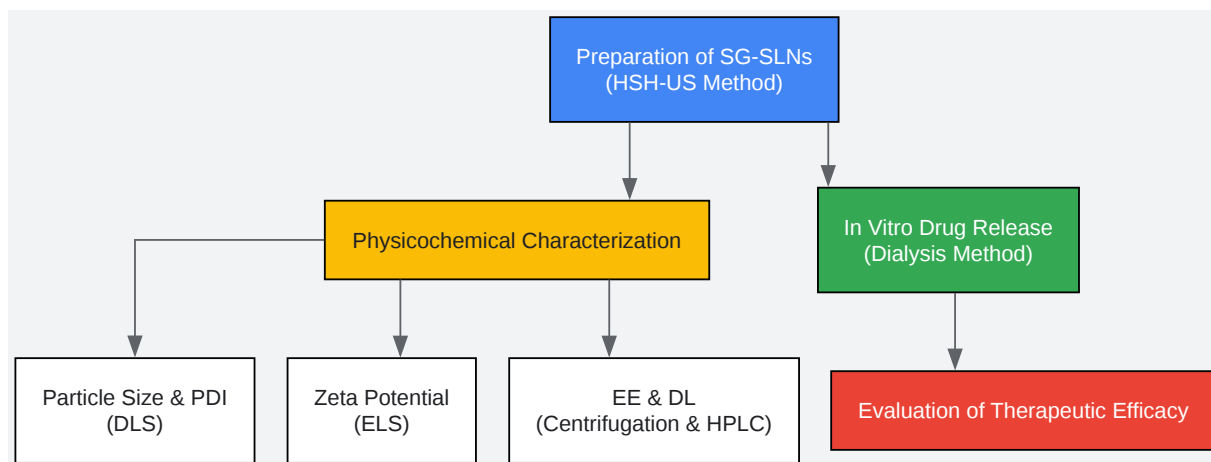 Preparation of SG-SLNs
(HSH-US Method)
Physicochemical Characterization
In Vitro Drug Release
(Dialysis Method)
Particle Size & PDI
(DLS)
Zeta Potential
(ELS)
EE & DL
(Centrifugation & HPLC)
Evaluation of Therapeutic Efficacy